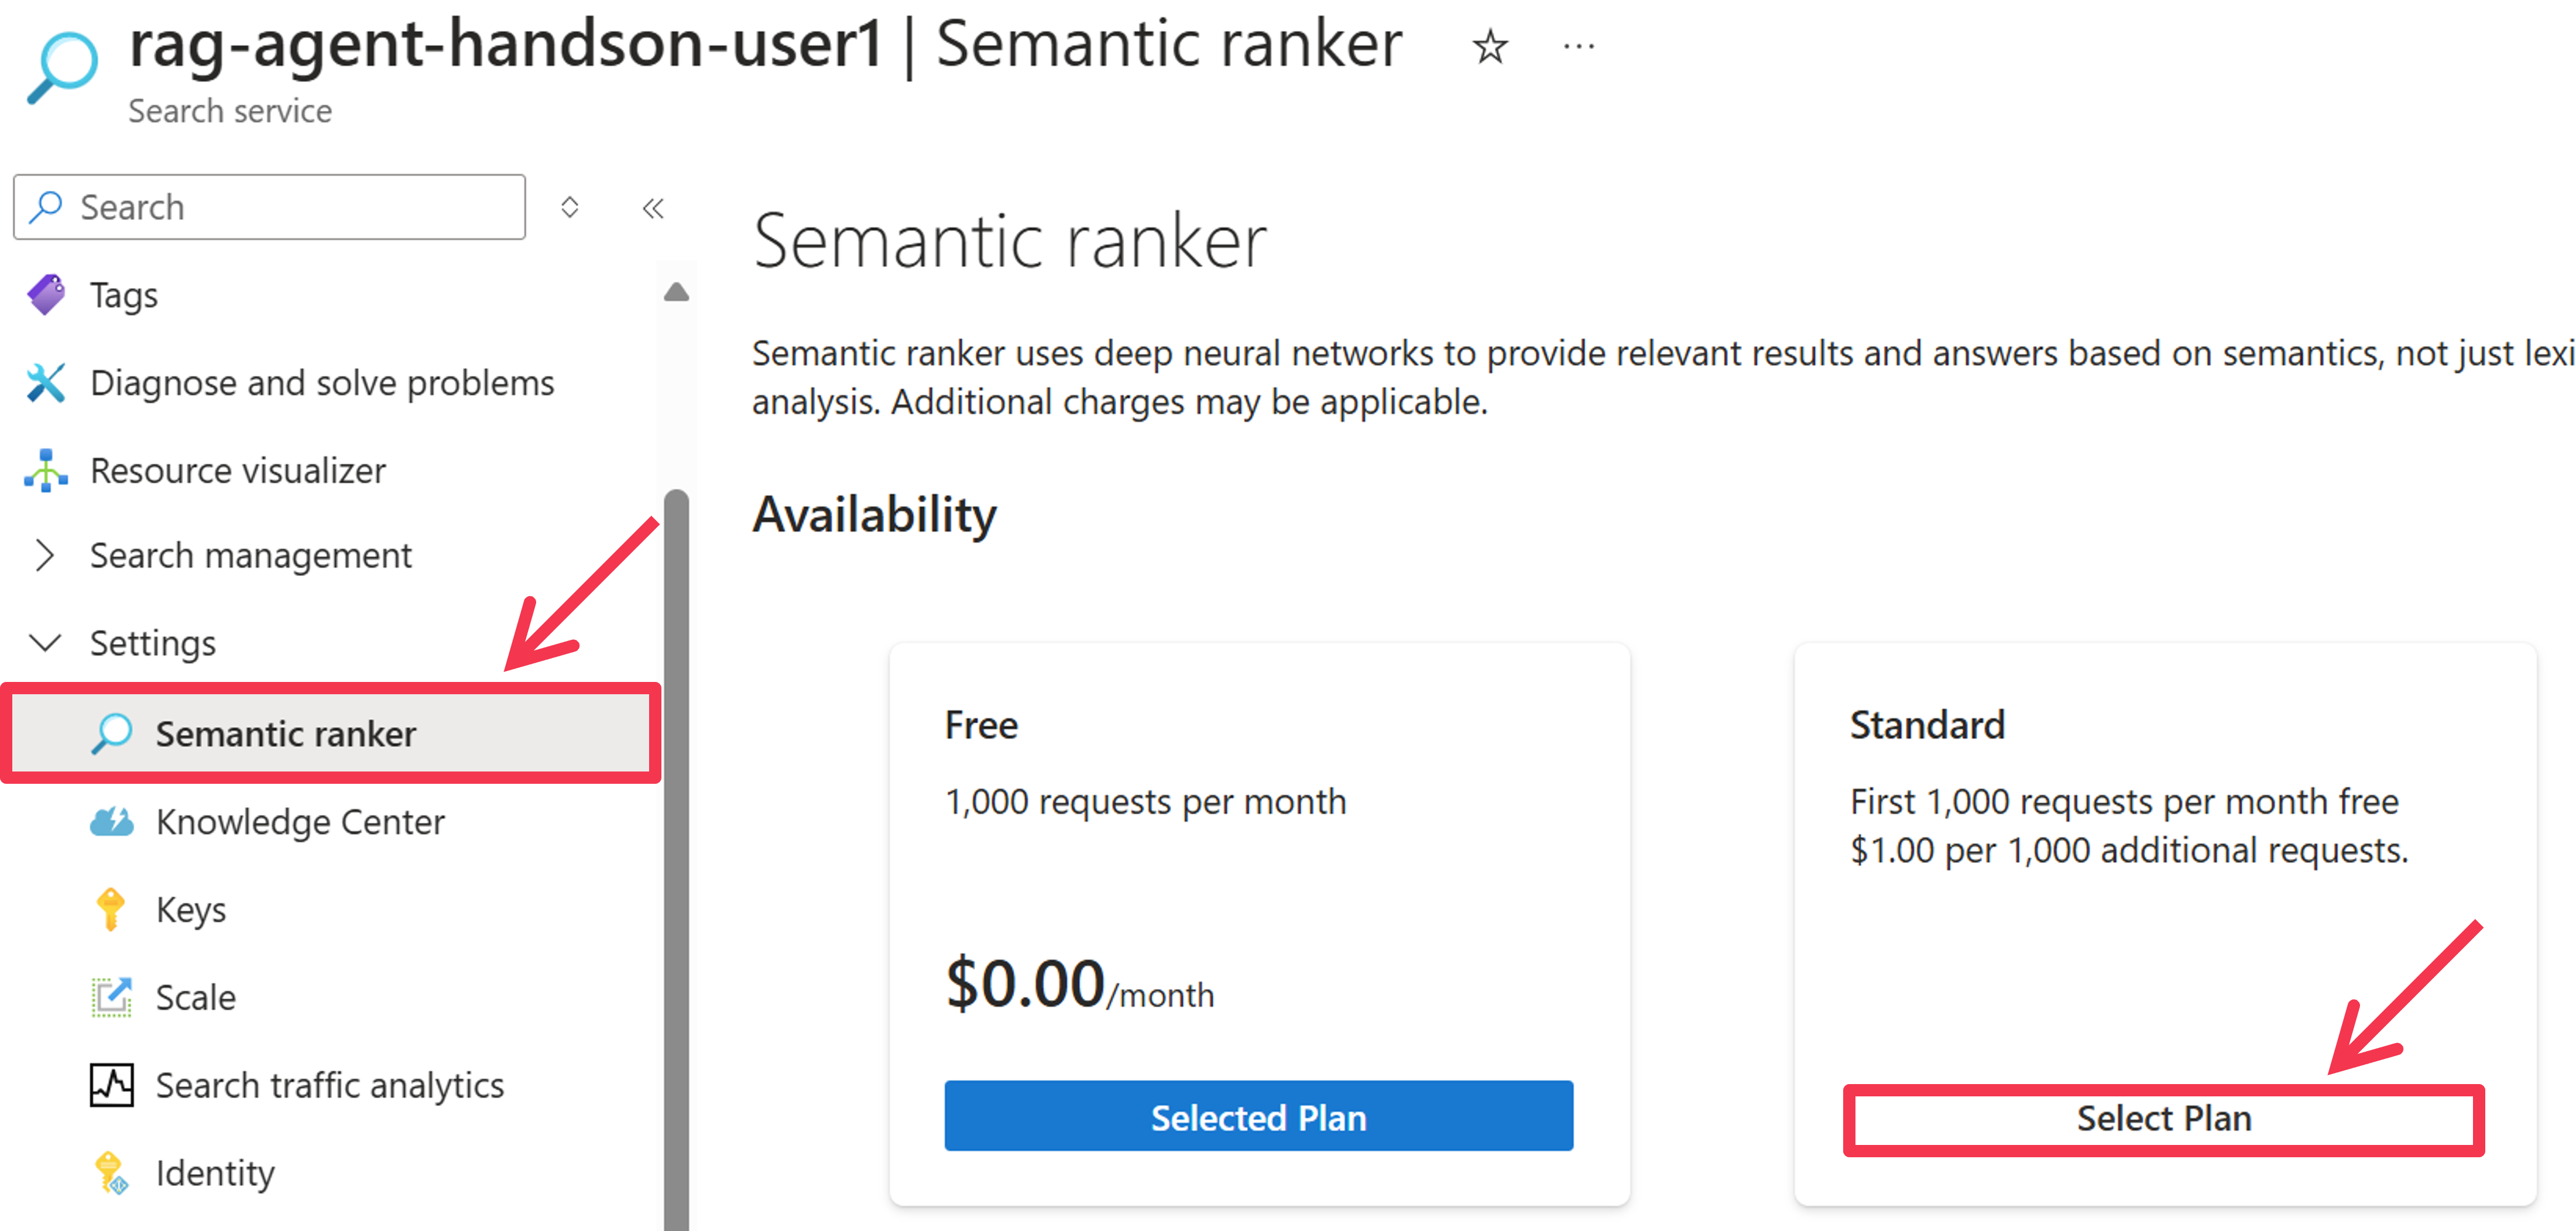 rag-agent-handson-user1 | Semantic ranker
Search service
Search
Tags
Diagnose and solve problems
Resource visualizer
Search management
Settings
Semantic ranker
Knowledge Center
Keys
Scale
Search traffic analytics
Identity
Semantic ranker
Semantic ranker uses deep neural networks to provide relevant results and answers based on semantics, not just lexi
analysis. Additional charges may be applicable.
Availability
Free
1,000 requests per month
$0.00/month
Selected Plan
Standard
First 1,000 requests per month free
$1.00 per 1,000 additional requests.
Select Plan